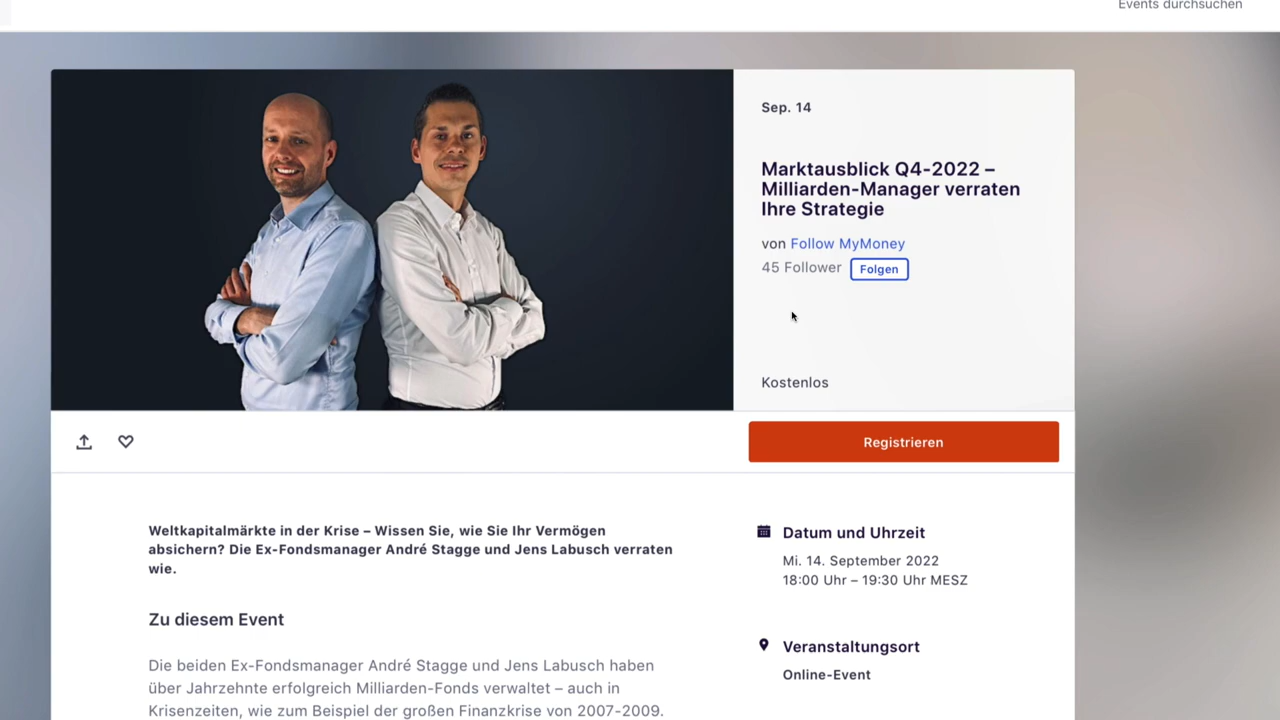 Events durchsuchen
Sep. 14
Marktausblick Q4-2022 –
Milliarden-Manager verraten
Ihre Strategie
von Follow MyMoney
45 Follower Folgen
Kostenlos
Registrieren
Weltkapitalmärkte in der Krise – Wissen Sie, wie Sie Ihr Vermögen
absichern? Die Ex-Fondsmanager André Stagge und Jens Labusch verraten
wie.
Zu diesem Event
Die beiden Ex-Fondsmanager André Stagge und Jens Labusch haben
über Jahrzehnte erfolgreich Milliarden-Fonds verwaltet – auch in
Krisenzeiten, wie zum Beispiel der großen Finanzkrise von 2007-2009.
Datum und Uhrzeit
Mi. 14. September 2022
18:00 Uhr – 19:30 Uhr MESZ
Veranstaltungsort
Online-Event